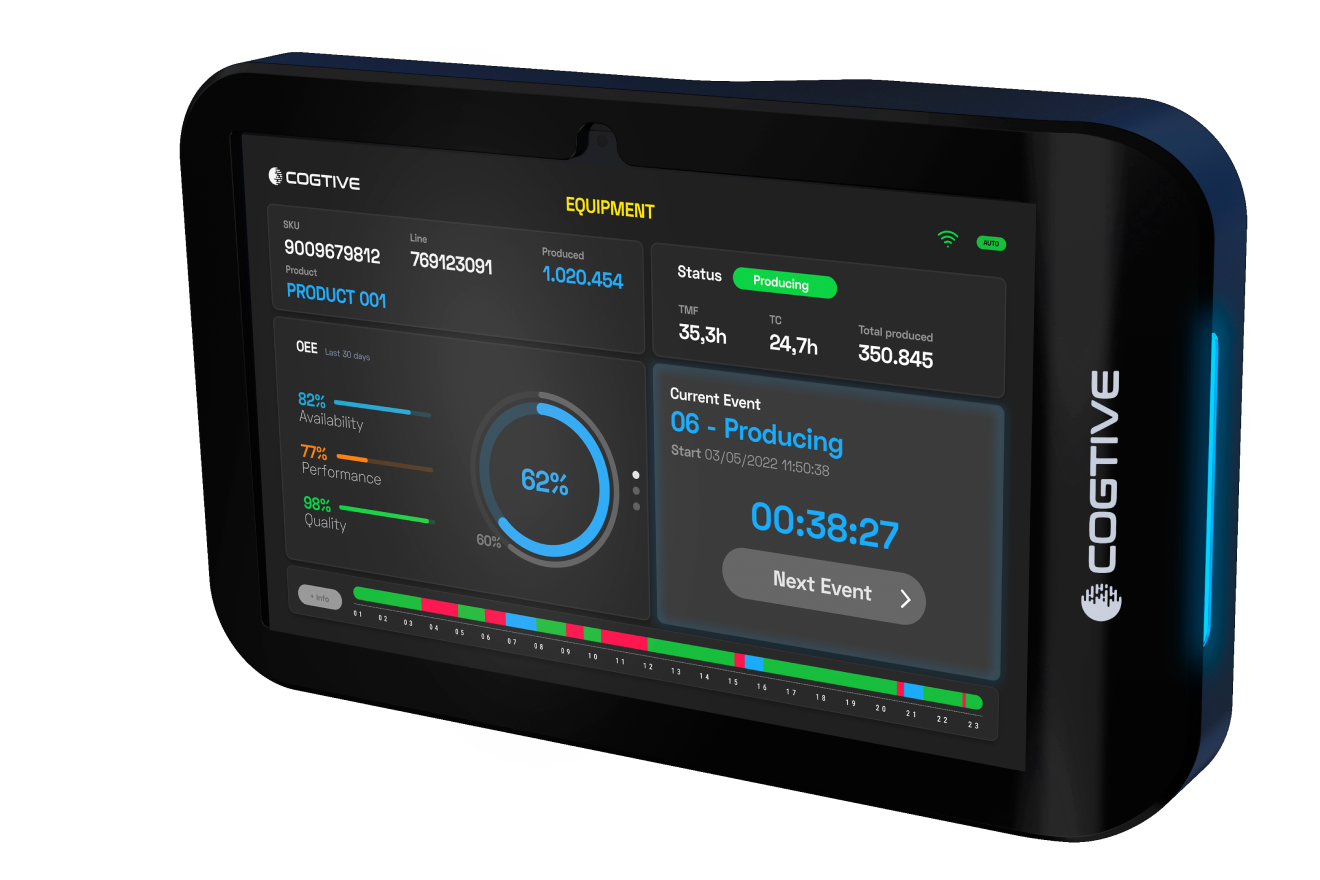 COGTIVE
EQUIPMENT
AUTO
SKU
9009679812
Line
769123091
Produced
1.020.454
Product
PRODUCT 001
Status
Producing
TMF
35,3h
TC
24,7h
Total produced
350.845
OEE Last 30 days
82%
Availability
77%
Performance
98%
Quality
62%
60%
Current Event
06 - Producing
Start 03/05/2022 11:50:38
00:38:27
Next Event
+ Info
01 02 03 04 05 06 07 08 09 10 11 12 13 14 15 16 17 18 19 20 21 22 23
COGTIVE